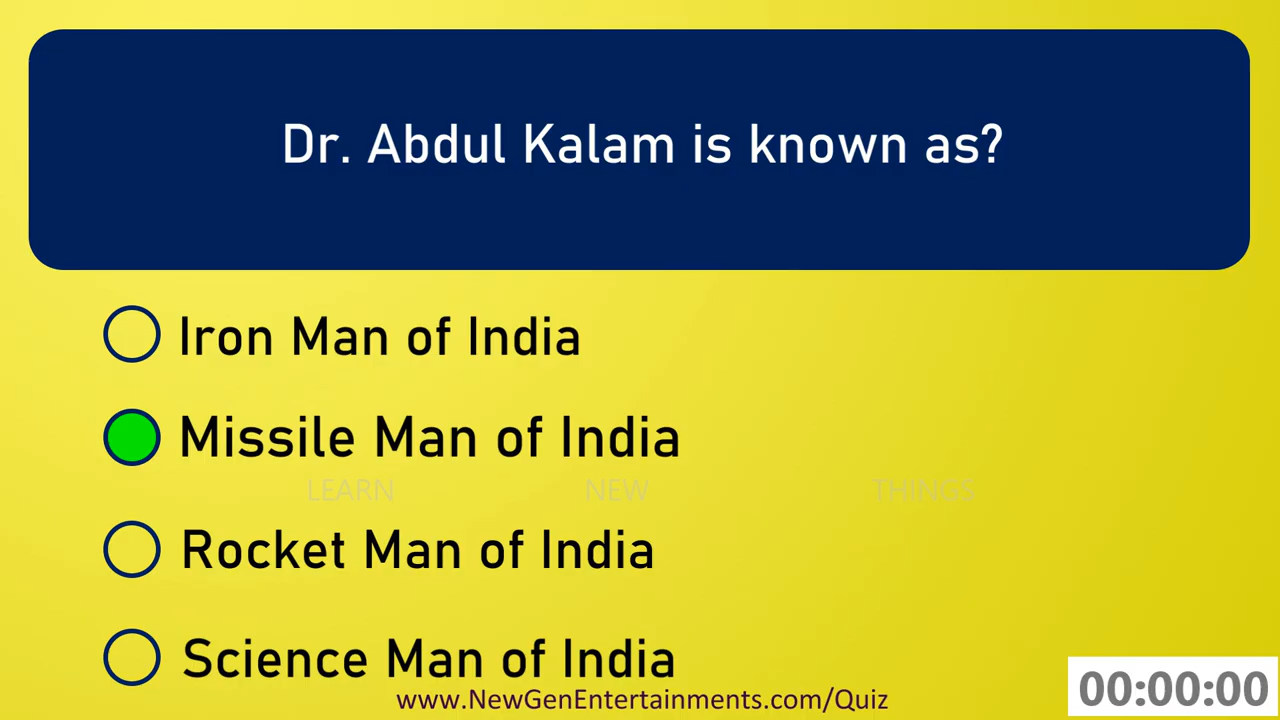 Dr. Abdul Kalam is known as?
Iron Man of India
Missile Man of India
LEARN NEW THINGS
Rocket Man of India
Science Man of India
www.NewGenEntertainments.com/Quiz
00:00:00